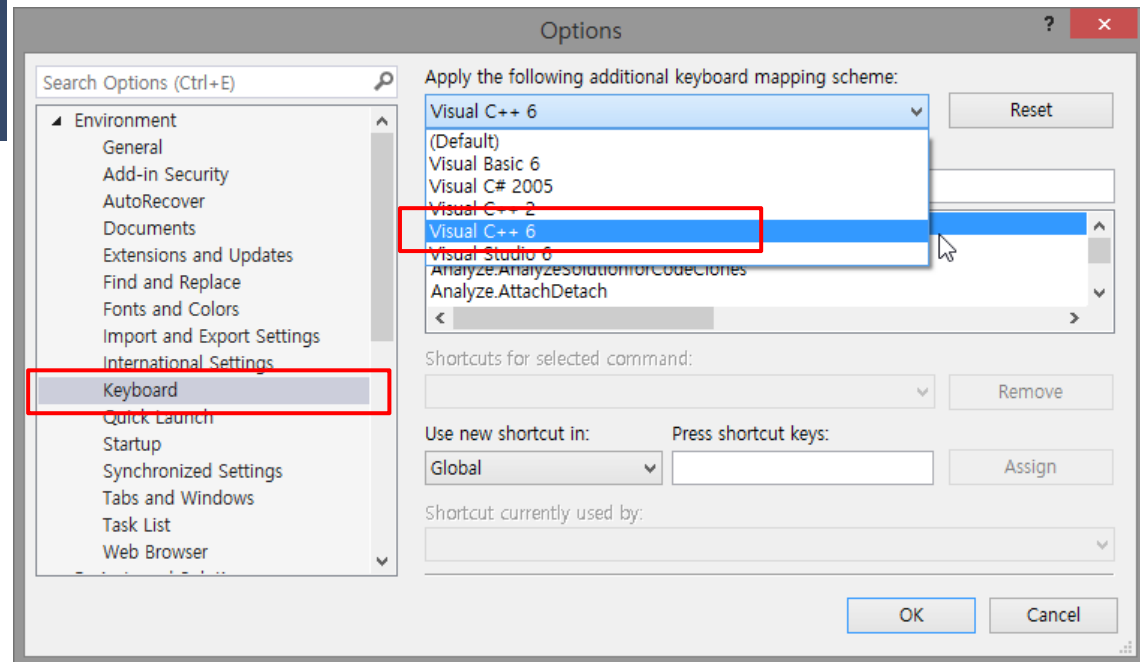 Options
?
Search Options (Ctrl+E)
Environment
General
Add-in Security
AutoRecover
Documents
Extensions and Updates
Find and Replace
Fonts and Colors
Import and Export Settings
International Settings
Keyboard
Quick Launch
Startup
Synchronized Settings
Tabs and Windows
Task List
Web Browser
Apply the following additional keyboard mapping scheme:
Visual C++ 6
Reset
(Default)
Visual Basic 6
Visual C# 2005
Visual C++ 2
Visual C++ 6
Visual Studio 6
Analyze.AnalyzeSolutionforCodeClones
Analyze.AttachDetach
Shortcuts for selected command:
Remove
Use new shortcut in: Press shortcut keys:
Global
Assign
Shortcut currently used by:
OK Cancel